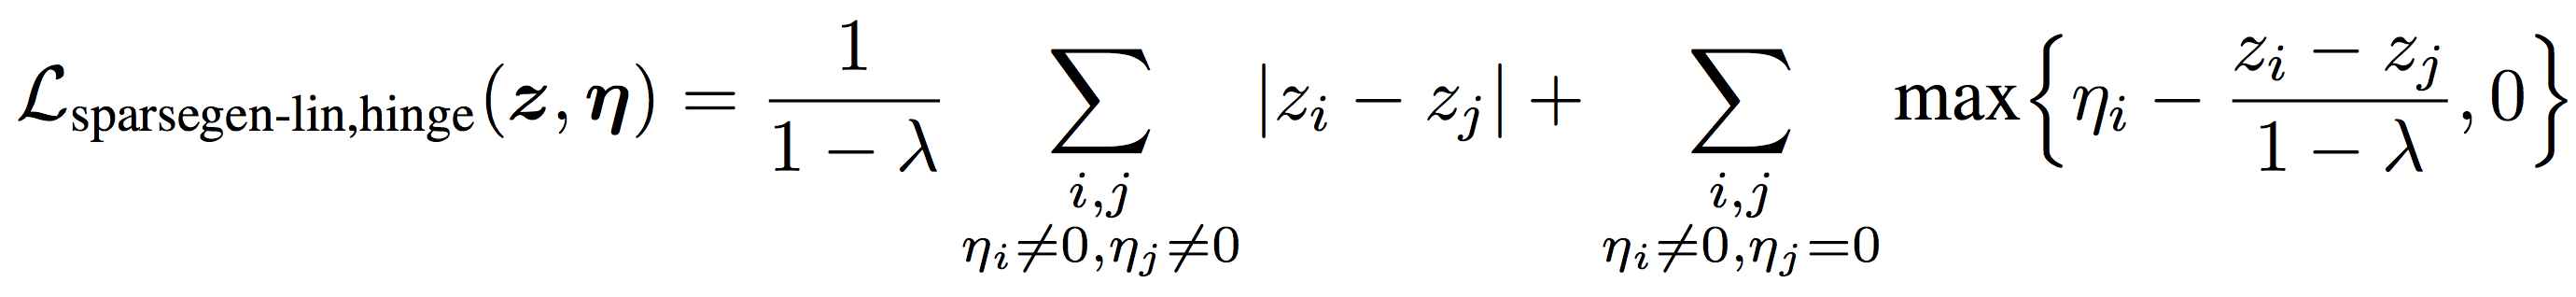 \mathcal{L}_{\text{sparsegen-lin,hinge}}(\boldsymbol{z}, \boldsymbol{\eta}) = \frac{1}{1-\lambda} \sum_{\substack{i,j \\ \eta_i \neq 0, \eta_j \neq 0}} |z_i - z_j| + \sum_{\substack{i,j \\ \eta_i \neq 0, \eta_j = 0}} \max\left\{\eta_i - \frac{z_i - z_j}{1-\lambda}, 0\right\}